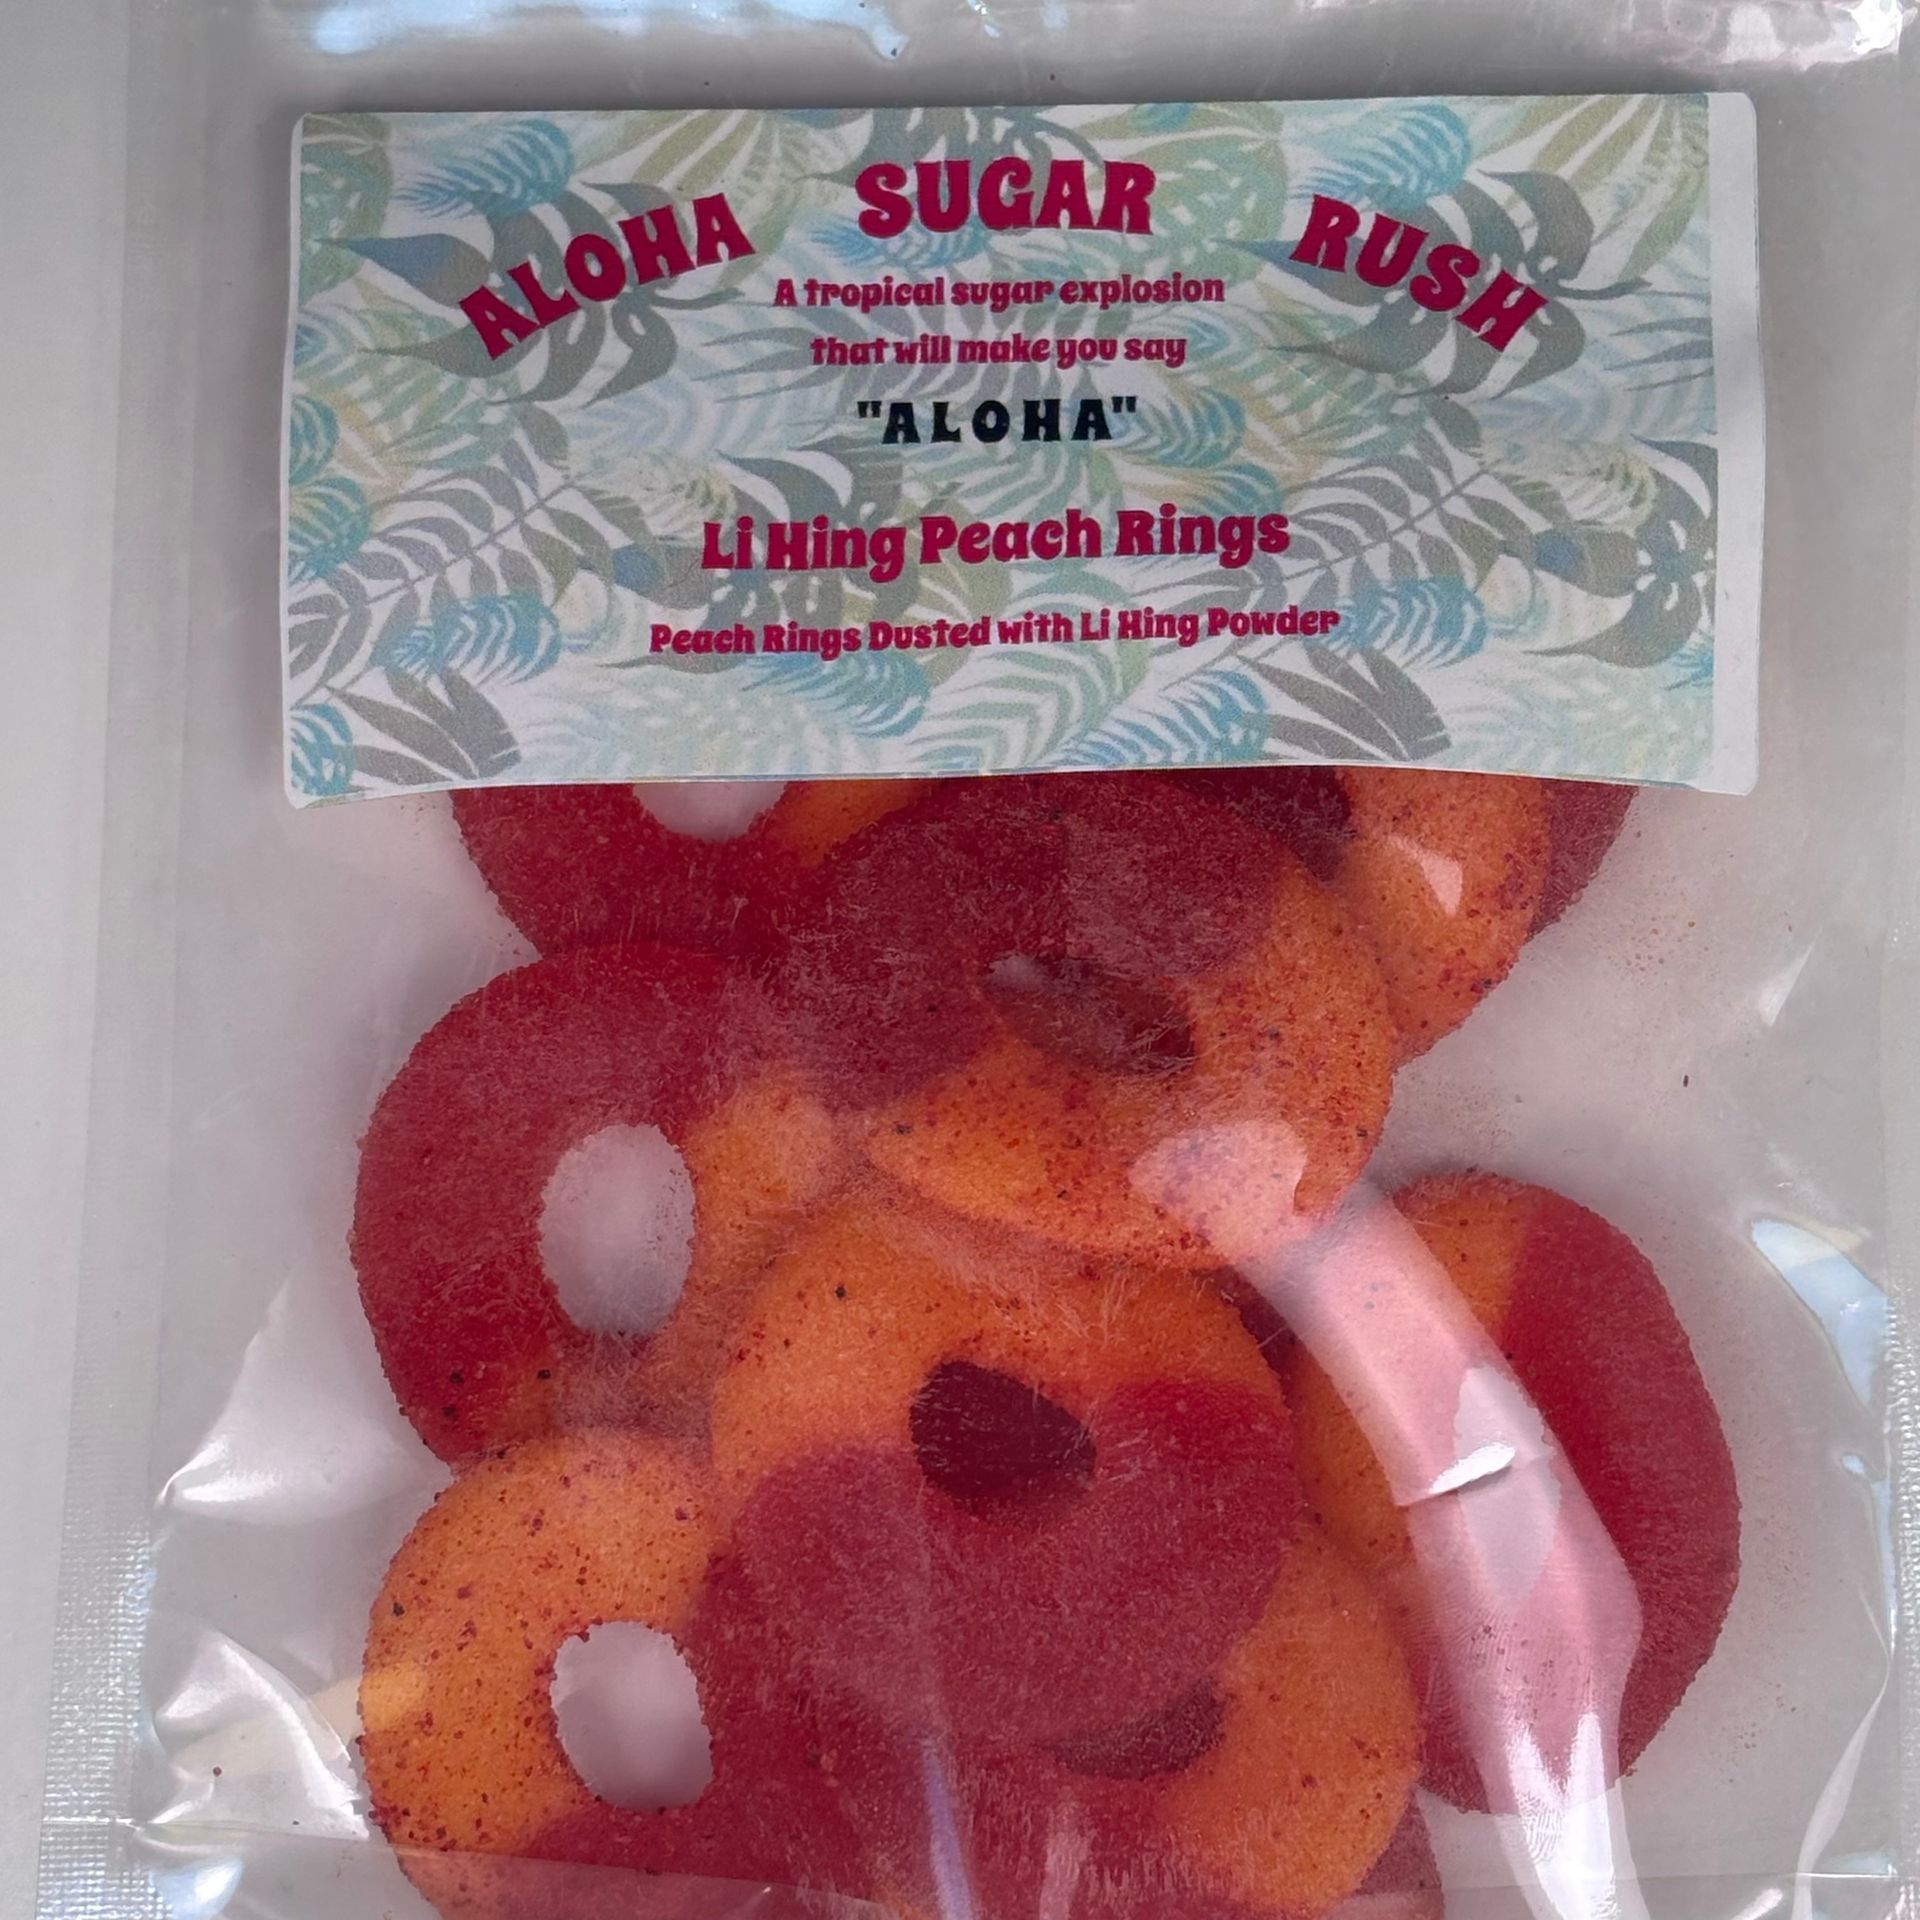 ALOHA SUGAR RUSH
A tropical sugar explosion
that will make you say
"ALOHA"
Li Hing Peach Rings
Peach Rings Dusted with Li Hing Powder